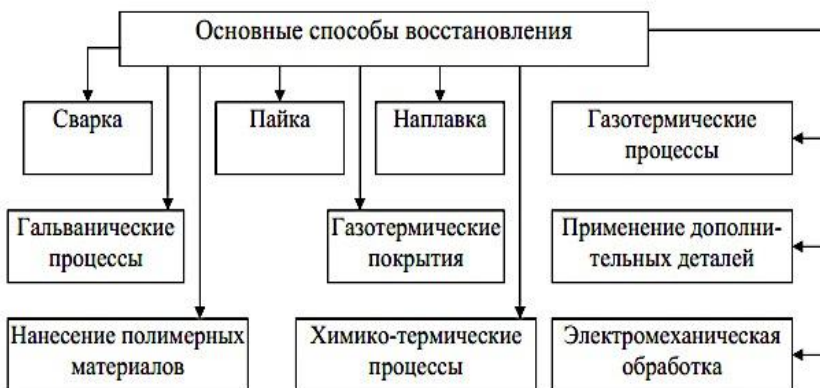 Основные способы восстановления
Сварка
Пайка
Наплавка
Газотермические
процессы
Гальванические
процессы
Газотермические
покрытия
Применение дополни-
тельных деталей
Нанесение полимерных
материалов
Химико-термические
процессы
Электромеханическая
обработка